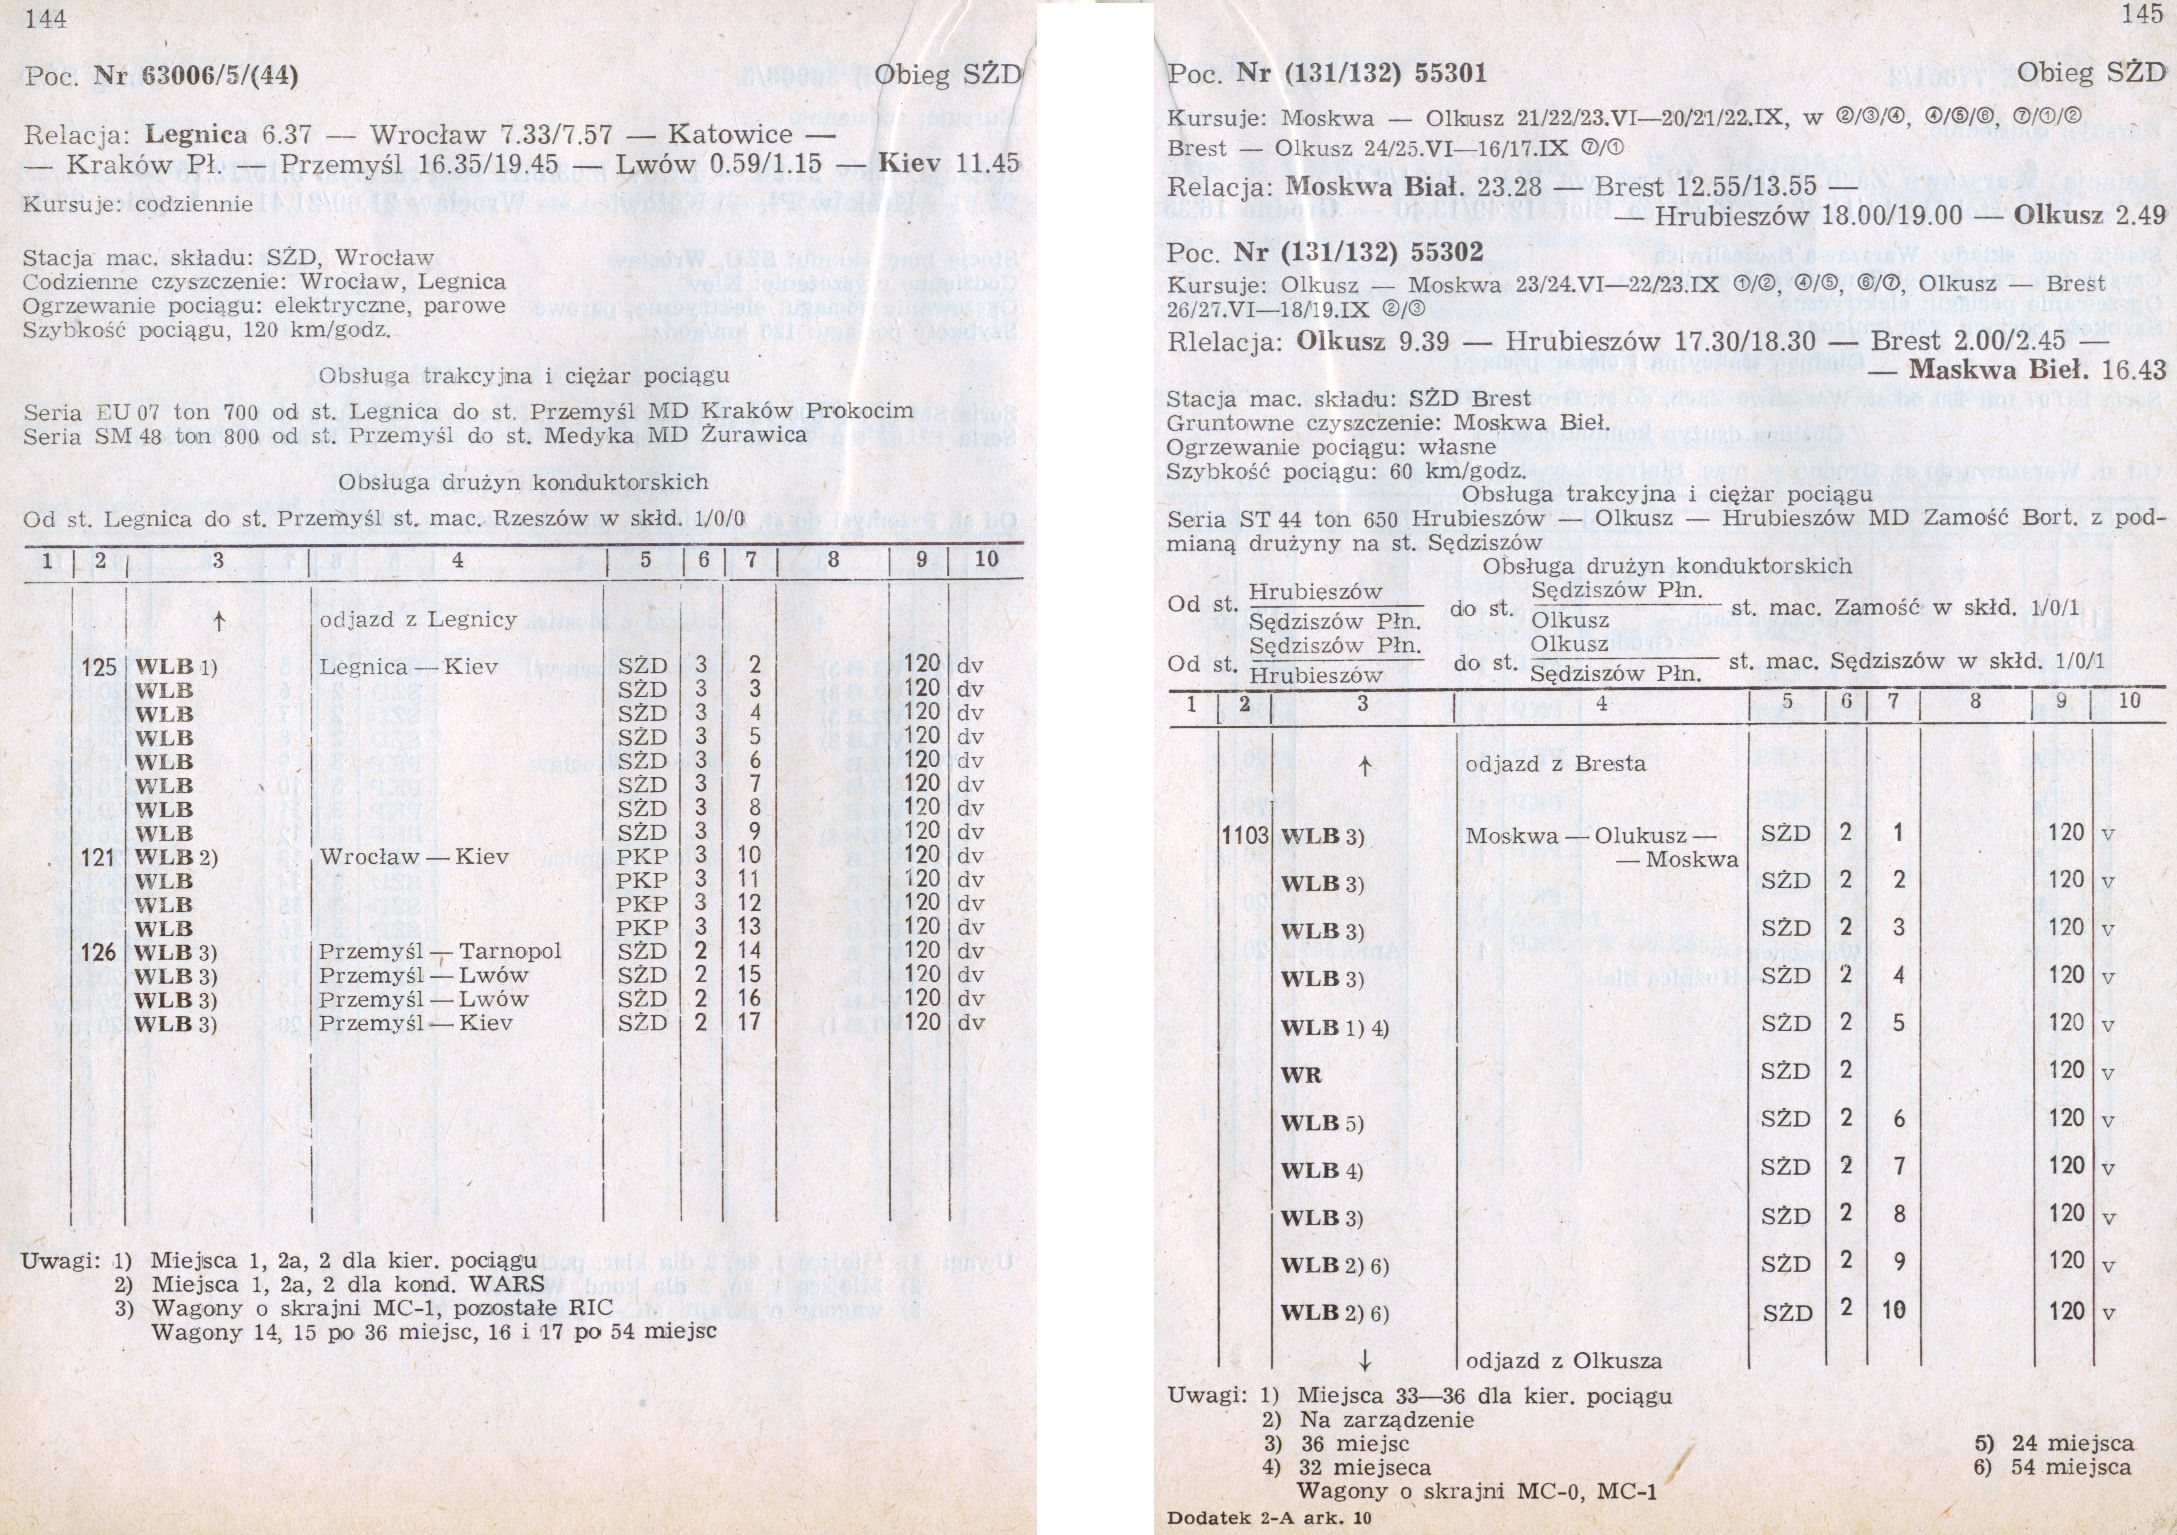 144
Poc. Nr 63006/5/(44) Obieg SŻD
Relacja: Legnica 6.37 — Wrocław 7.33/7.57 — Katowice —
— Kraków Pł. — Przemyśl 16.35/19.45 — Lwów 0.59/1.15 — Kiev 11.45
Kursuje: codziennie
Stacja mac. składu: SŻD, Wrocław
Codzienne czyszczenie: Wrocław, Legnica
Ogrzewanie pociągu: elektryczne, parowe
Szybkość pociągu, 120 km/godz.
Obsługa trakcyjna i ciężar pociągu
Seria EU 07 ton 700 od st. Legnica do st. Przemyśl MD Kraków Prokocim
Seria SM 48 ton 800 od st. Przemyśl do st. Medyka MD Żurawica
Obsługa drużyn konduktorskich
Od st. Legnica do st. Przemyśl st. mac. Rzeszów w skłd. 1/0/0
1 2 3 4 5 6 7 8 9 10
↑ odjazd z Legnicy
125 WLB 1) Legnica — Kiev SŻD 3 2 120 dv
WLB SŻD 3 3 120 dv
WLB SŻD 3 4 120 dv
WLB SŻD 3 5 120 dv
WLB SŻD 3 6 120 dv
WLB SŻD 3 7 120 dv
WLB SŻD 3 8 120 dv
WLB SŻD 3 9 120 dv
121 WLB 2) Wrocław — Kiev PKP 3 10 120 dv
WLB PKP 3 11 120 dv
WLB PKP 3 12 120 dv
WLB PKP 3 13 120 dv
126 WLB 3) Przemyśl — Tarnopol SŻD 2 14 120 dv
WLB 3) Przemyśl — Lwów SŻD 2 15 120 dv
WLB 3) Przemyśl — Lwów SŻD 2 16 120 dv
WLB 3) Przemyśl — Kiev SŻD 2 17 120 dv
Uwagi: 1) Miejsca 1, 2a, 2 dla kier. pociągu
2) Miejsca 1, 2a, 2 dla kond. WARS
3) Wagony o skrajni MC-1, pozostałe RIC
Wagony 14, 15 po 36 miejsc, 16 i 17 po 54 miejsc
145
Poc. Nr (131/132) 55301 Obieg SŻD
Kursuje: Moskwa — Olkusz 21/22/23.VI—20/21/22.IX, w ②/③/④, ④/⑤/⑥, ⑦/①/②
Brest — Olkusz 24/25.VI—16/17.IX ⑦/①
Relacja: Moskwa Biał. 23.28 — Brest 12.55/13.55 —
— Hrubieszów 18.00/19.00 — Olkusz 2.49
Poc. Nr (131/132) 55302
Kursuje: Olkusz — Moskwa 23/24.VI—22/23.IX ①/②, ④/⑤, ⑥/⑦, Olkusz — Brest
26/27.VI—18/19.IX ②/③
Rlelacja: Olkusz 9.39 — Hrubieszów 17.30/18.30 — Brest 2.00/2.45 —
— Maskwa Bieł. 16.43
Stacja mac. składu: SŻD Brest
Gruntowne czyszczenie: Moskwa Bieł.
Ogrzewanie pociągu: własne
Szybkość pociągu: 60 km/godz.
Obsługa trakcyjna i ciężar pociągu
Seria ST 44 ton 650 Hrubieszów — Olkusz — Hrubieszów MD Zamość Bort. z pod-
mianą drużyny na st. Sędziszów
Obsługa drużyn konduktorskich
Hrubieszów Sędziszów Płn.
Od st. do st. st. mac. Zamość w skłd. 1/0/1
Sędziszów Płn. Olkusz
Sędziszów Płn. Olkusz
Od st. do st. st. mac. Sędziszów w skłd. 1/0/1
Hrubieszów Sędziszów Płn.
1 2 3 4 5 6 7 8 9 10
↑ odjazd z Bresta
1103 WLB 3) Moskwa — Olukusz — SŻD 2 1 120 v
— Moskwa
WLB 3) SŻD 2 2 120 v
WLB 3) SŻD 2 3 120 v
WLB 3) SŻD 2 4 120 v
WLB 1) 4) SŻD 2 5 120 v
WR SŻD 2 120 v
WLB 5) SŻD 2 6 120 v
WLB 4) SŻD 2 7 120 v
WLB 3) SŻD 2 8 120 v
WLB 2) 6) SŻD 2 9 120 v
WLB 2) 6) SŻD 2 10 120 v
↓ odjazd z Olkusza
Uwagi: 1) Miejsca 33—36 dla kier. pociągu
2) Na zarządzenie
3) 36 miejsc 5) 24 miejsca
4) 32 miejseca 6) 54 miejsca
Wagony o skrajni MC-0, MC-1
Dodatek 2-A ark. 10